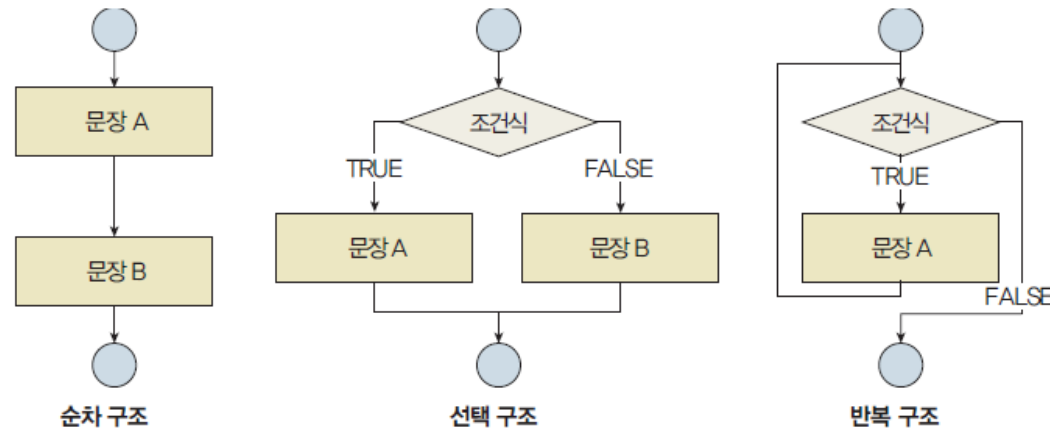 문장 A
문장 B
순차 구조
조건식
TRUE
FALSE
문장 A
문장 B
선택 구조
조건식
TRUE
문장 A
FALSE
반복 구조